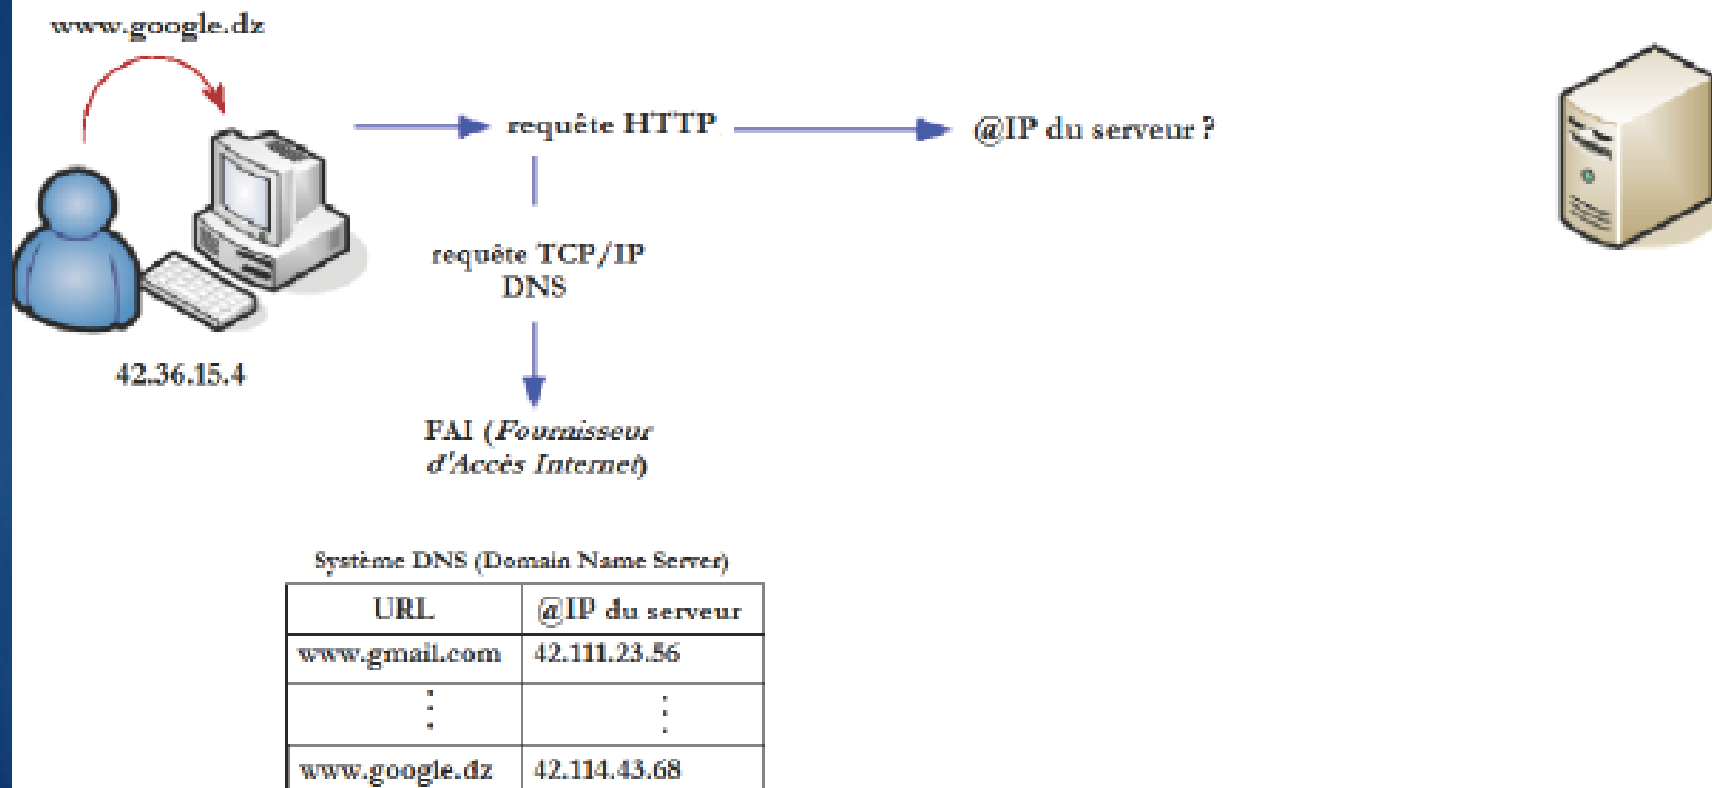 www.google.dz
requête HTTP
@IP du serveur ?
requête TCP/IP
DNS
42.36.15.4
FAI (Fournisseur
d'Accès Internet)
Système DNS (Domain Name Server)
URL
@IP du serveur
www.gmail.com
42.111.23.56
www.google.dz
42.114.43.68